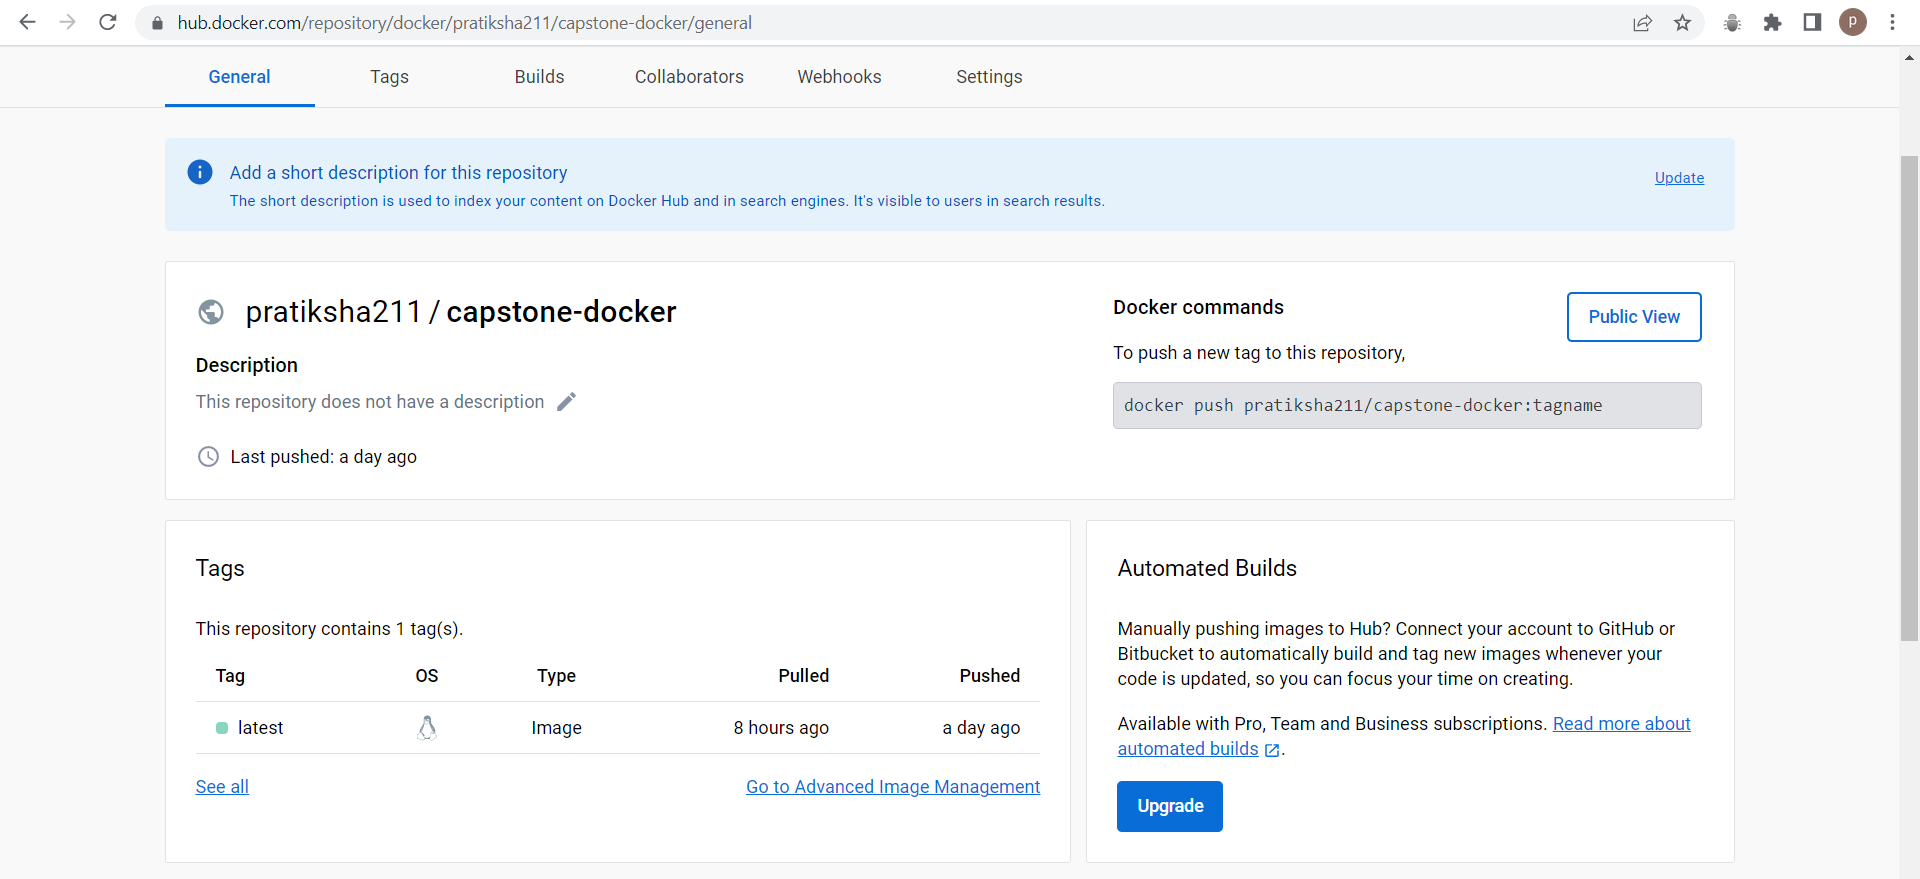 hub.docker.com/repository/docker/pratiksha211/capstone-docker/general
P
General Tags Builds Collaborators Webhooks Settings
Add a short description for this repository
The short description is used to index your content on Docker Hub and in search engines. It's visible to users in search results.
Update
pratiksha211 / capstone-docker
Description
This repository does not have a description
Last pushed: a day ago
Docker commands
Public View
To push a new tag to this repository,
docker push pratiksha211/capstone-docker:tagname
Tags
This repository contains 1 tag(s).
Tag OS Type Pulled Pushed
latest Image 8 hours ago a day ago
See all Go to Advanced Image Management
Automated Builds
Manually pushing images to Hub? Connect your account to GitHub or
Bitbucket to automatically build and tag new images whenever your
code is updated, so you can focus your time on creating.
Available with Pro, Team and Business subscriptions. Read more about
automated builds .
Upgrade